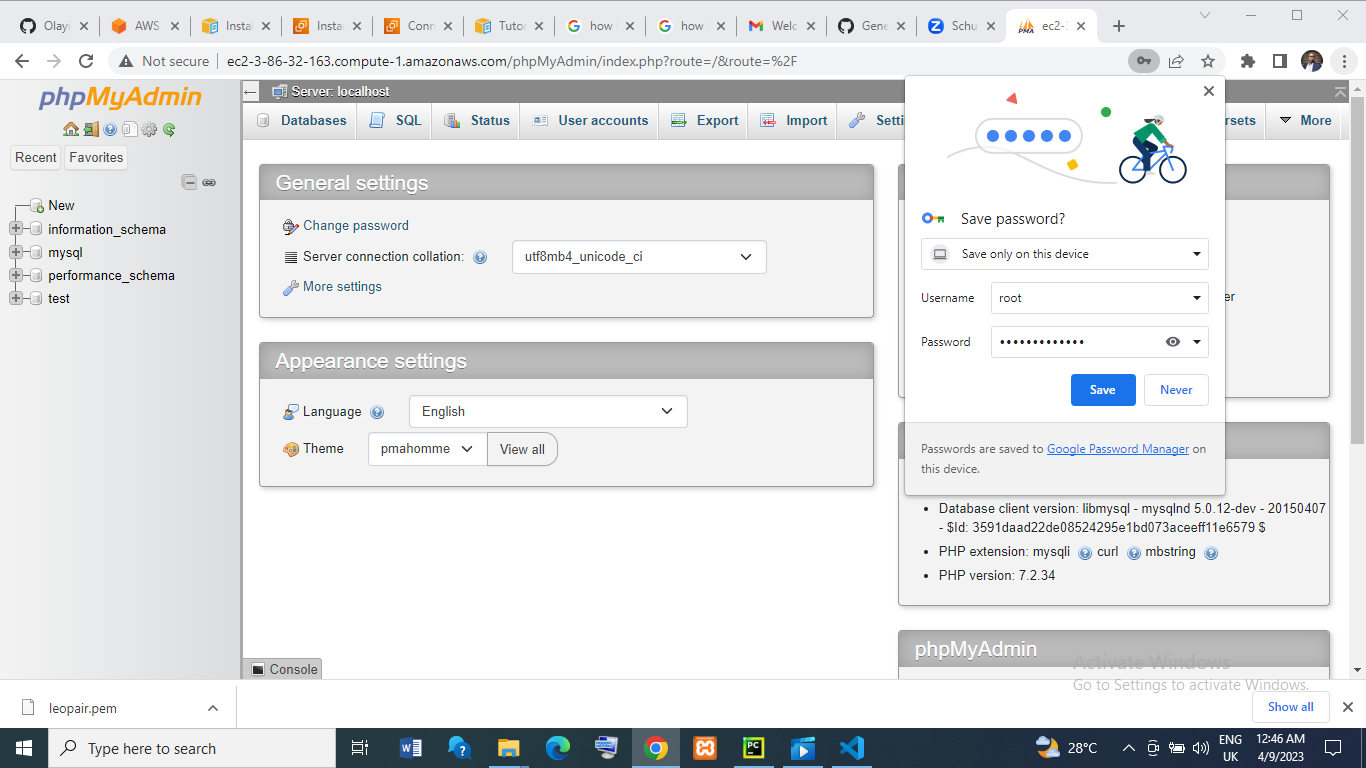 Olayi
AWS
Instal
Instan
Conne
Tutor
how
how
Welc
Gene
Schu
ec2-3
Not secure
ec2-3-86-32-163.compute-1.amazonaws.com/phpMyAdmin/index.php?route=/&route=%2F
phpMyAdmin
Recent
Favorites
New
information_schema
mysql
performance_schema
test
Server: localhost
Databases
SQL
Status
User accounts
Export
Import
Setti
rsets
More
General settings
Change password
Server connection collation:
utf8mb4_unicode_ci
More settings
Appearance settings
Language
English
Theme
pmahomme
View all
Save password?
Save only on this device
Username
root
er
Password
•••••••••••••
Save
Never
Passwords are saved to Google Password Manager on
this device.
Database client version: libmysql - mysqlnd 5.0.12-dev - 20150407
- $Id: 3591daad22de08524295e1bd073aceeff11e6579 $
PHP extension: mysqli curl mbstring
PHP version: 7.2.34
phpMyAdmin
Console
Activate Windows
Go to Settings to activate Windows.
leopair.pem
Show all
Type here to search
28°C
ENG
UK
12:46 AM
4/9/2023